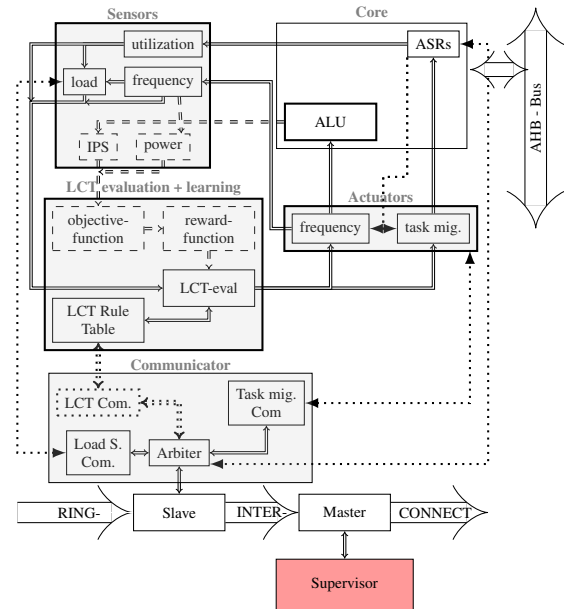 Sensors
Core
utilization
ASRs
load
frequency
ALU
IPS
power
AHB - Bus
LCT evaluation + learning
Actuators
objective-
function
reward-
function
frequency
task mig.
LCT-eval
LCT Rule
Table
Communicator
LCT Com.
Task mig.
Com
Load S.
Com.
Arbiter
RING-
Slave
INTER-
Master
CONNECT
Supervisor